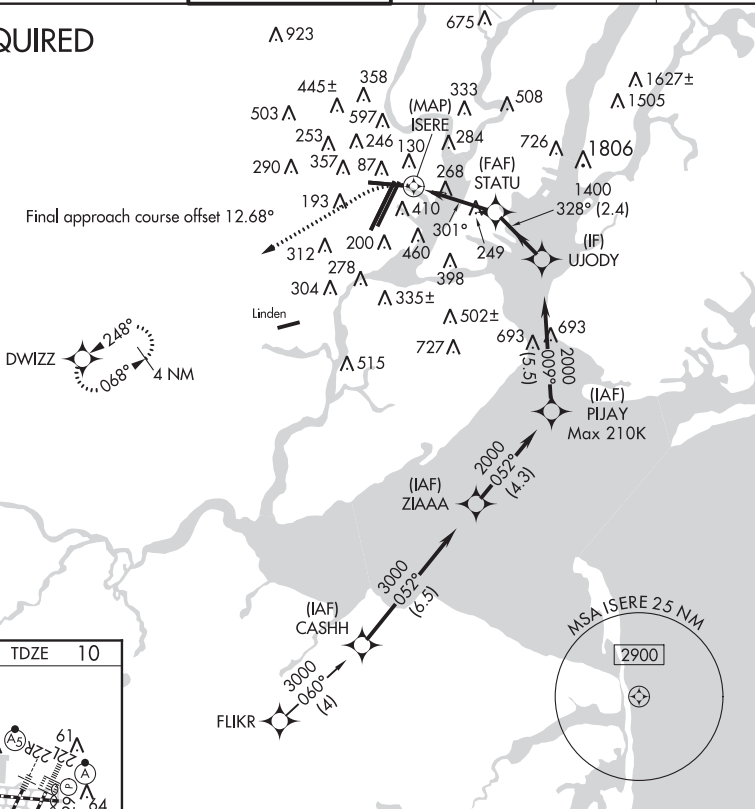 QUIRED
923
675
1627±
1505
445±
358
333
508
503
597
(MAP)
ISERE
253
246
130
284
726
1806
290
357
87
268
(FAF)
STATU
1400
328° (2.4)
193
410
301°
249
Final approach course offset 12.68°
(IF)
UJODY
312
200
460
398
278
304
335±
Linden
502±
693
693
727
515
DWIZZ
248°
068°
4 NM
2000
009°
(5.5)
(IAF)
PIJAY
Max 210K
2000
052°
(4.3)
(IAF)
ZIAAA
3000
052°
(6.5)
(IAF)
CASHH
3000
060°
(4)
FLIKR
MSA ISERE 25 NM
2900
TDZE 10
A5
22R
22L
61
A
P
64